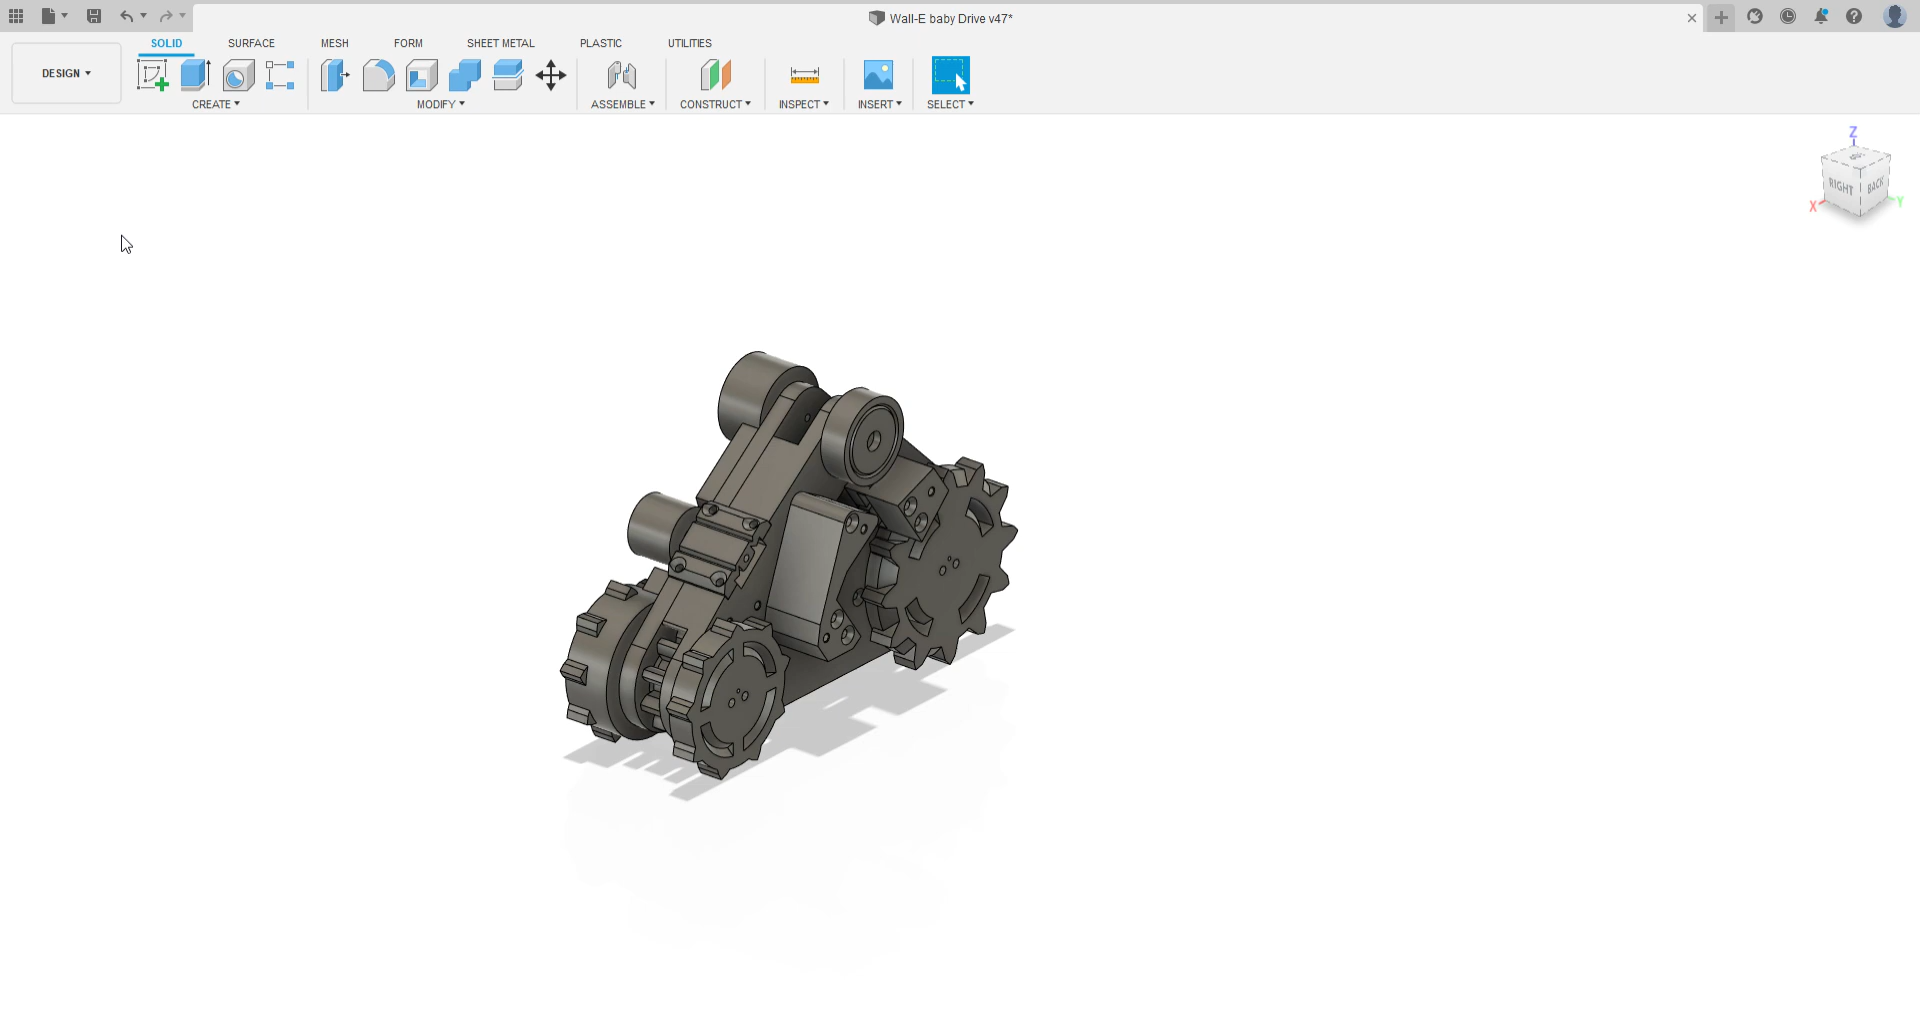 Wall-E baby Drive v47*
SOLID SURFACE MESH FORM SHEET METAL PLASTIC UTILITIES
DESIGN
CREATE MODIFY ASSEMBLE CONSTRUCT INSPECT INSERT SELECT
Z
RIGHT BACK
X Y